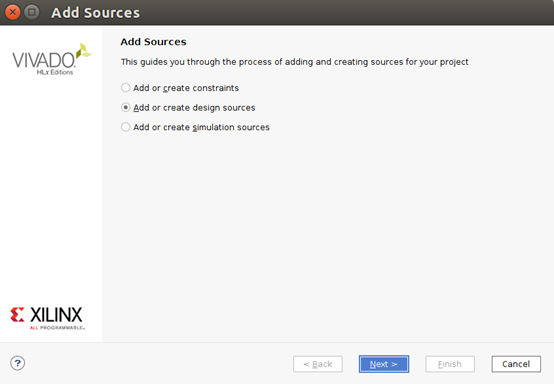 Add Sources
VIVADO.
HLx Editions
Add Sources
This guides you through the process of adding and creating sources for your project
Add or create constraints
Add or create design sources
Add or create simulation sources
XILINX
ALL PROGRAMMABLE.
?
< Back
Next >
Finish
Cancel